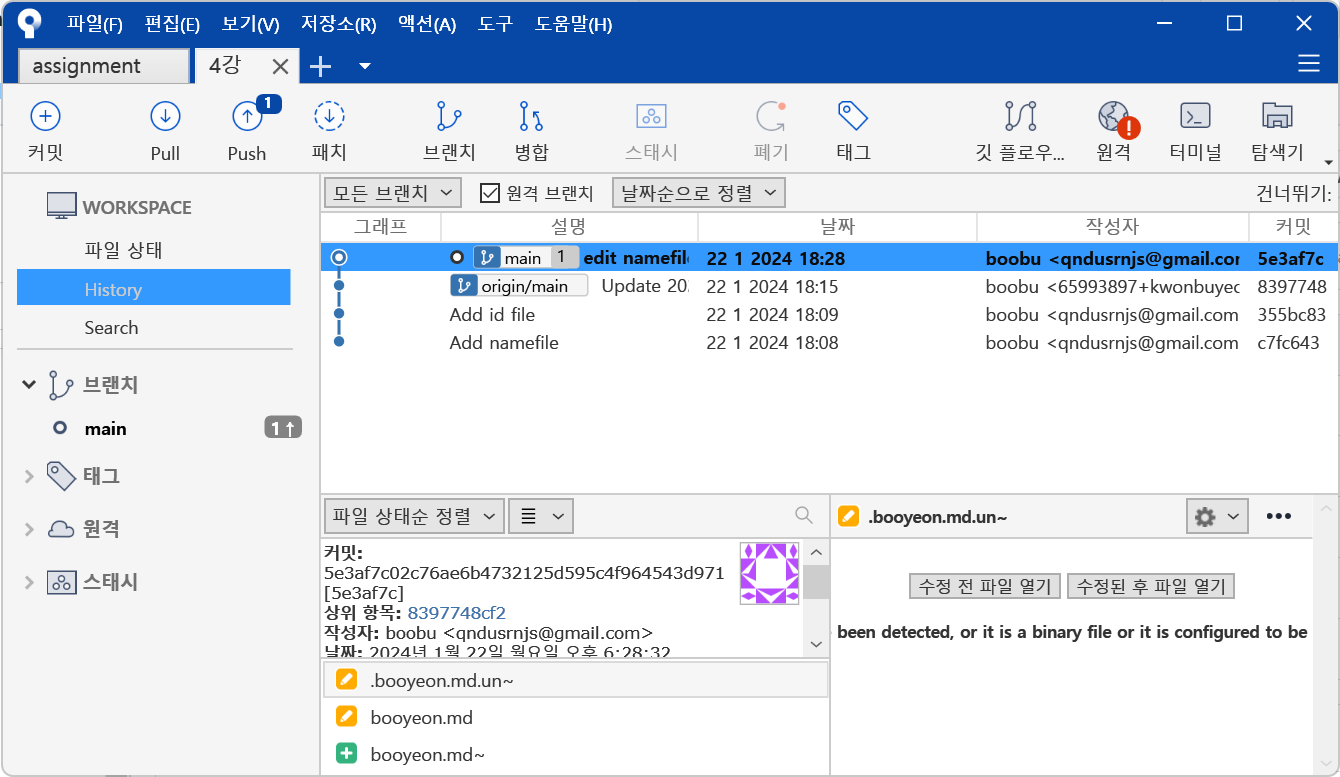 파일(F) 편집(E) 보기(V) 저장소(R) 액션(A) 도구 도움말(H)
assignment 4강
1
커밋 Pull Push 패치 브랜치 병합 스태시 폐기 태그 깃 플로우... 원격 터미널 탐색기
WORKSPACE
파일 상태
History
Search
브랜치
main 1↑
태그
원격
스태시
모든 브랜치 원격 브랜치 날짜순으로 정렬 건너뛰기:
그래프 설명 날짜 작성자 커밋
main 1 edit namefile 22 1 2024 18:28 boobu <qndusrnjs@gmail.com 5e3af7c
origin/main Update 202 22 1 2024 18:15 boobu <65993897+kwonbuyeo 8397748
Add id file 22 1 2024 18:09 boobu <qndusrnjs@gmail.com 355bc83
Add namefile 22 1 2024 18:08 boobu <qndusrnjs@gmail.com c7fc643
파일 상태순 정렬
커밋:
5e3af7c02c76ae6b4732125d595c4f964543d971
[5e3af7c]
상위 항목: 8397748cf2
작성자: boobu <qndusrnjs@gmail.com>
날짜: 2024년 1월 22일 월요일 오후 6:28:32
.booyeon.md.un~
booyeon.md
booyeon.md~
.booyeon.md.un~
수정 전 파일 열기 수정된 후 파일 열기
been detected, or it is a binary file or it is configured to be